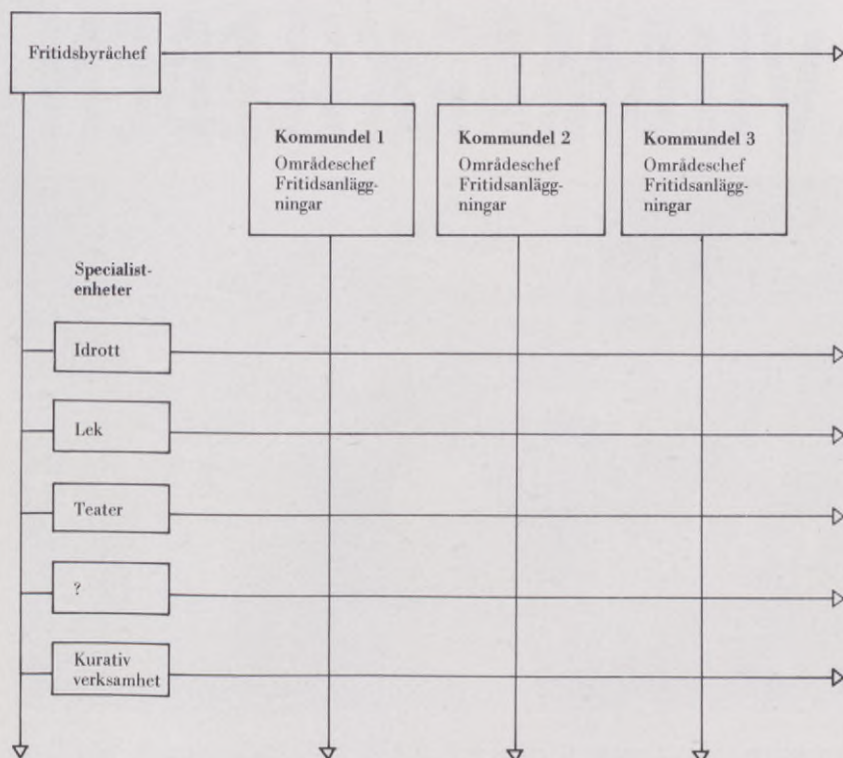 Fritidsbyråchef
Kommundel 1
Områdeschef
Fritidsanlägg-
ningar
Kommundel 2
Områdeschef
Fritidsanlägg-
ningar
Kommundel 3
Områdeschef
Fritidsanlägg-
ningar
Specialist-
enheter
Idrott
Lek
Teater
?
Kurativ
verksamhet